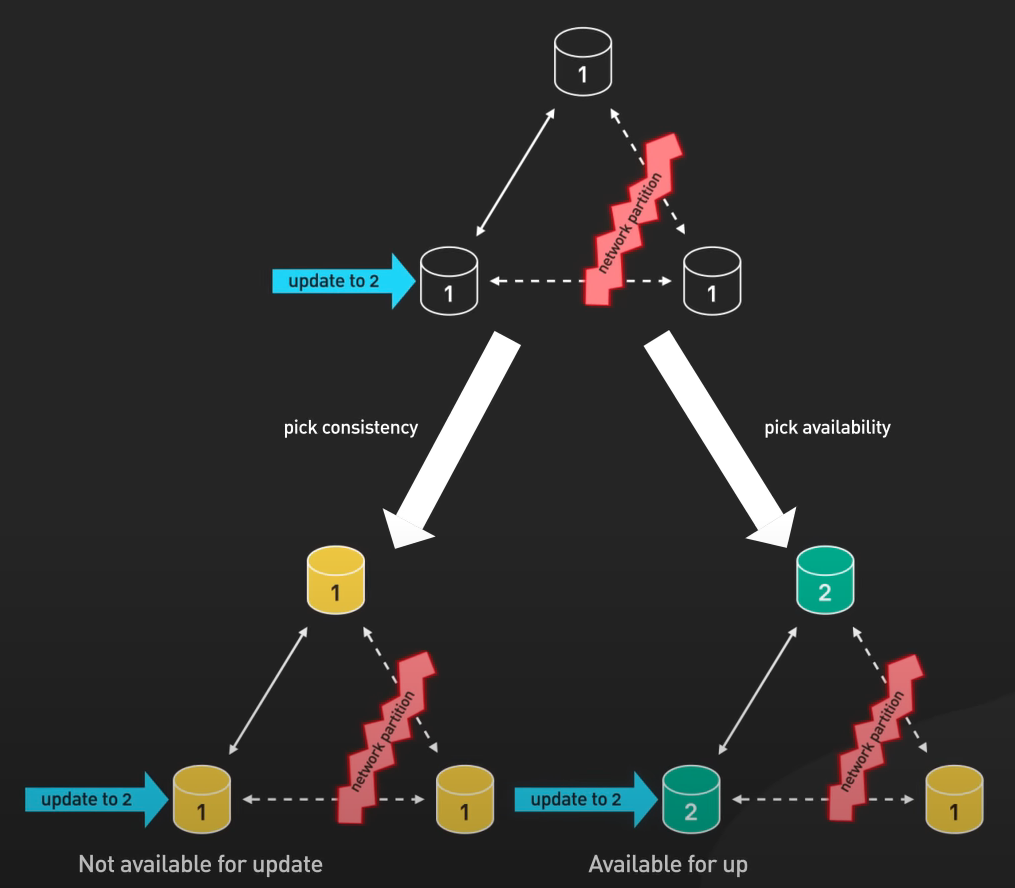 1
network partition
update to 2
1
1
pick consistency
pick availability
1
2
network partition
network partition
update to 2
1
1
update to 2
2
1
Not available for update
Available for up